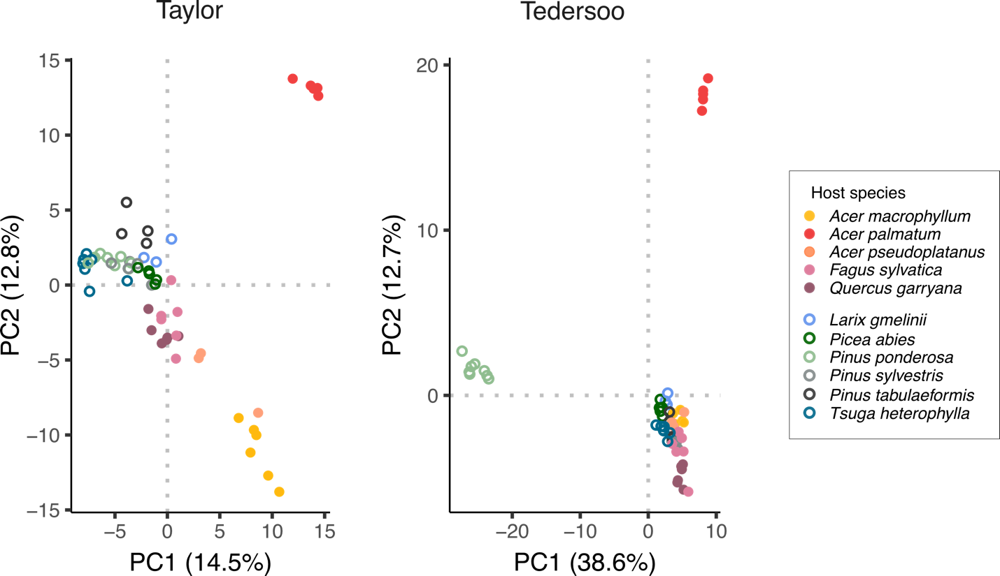 Taylor
Tedersoo
15
10
5
0
−5
−10
−15
PC2 (12.8%)
−5
0
5
10
15
PC1 (14.5%)
20
10
0
PC2 (12.7%)
−20
−10
0
10
PC1 (38.6%)
Host species
Acer macrophyllum
Acer palmatum
Acer pseudoplatanus
Fagus sylvatica
Quercus garryana
Larix gmelinii
Picea abies
Pinus ponderosa
Pinus sylvestris
Pinus tabulaeformis
Tsuga heterophylla